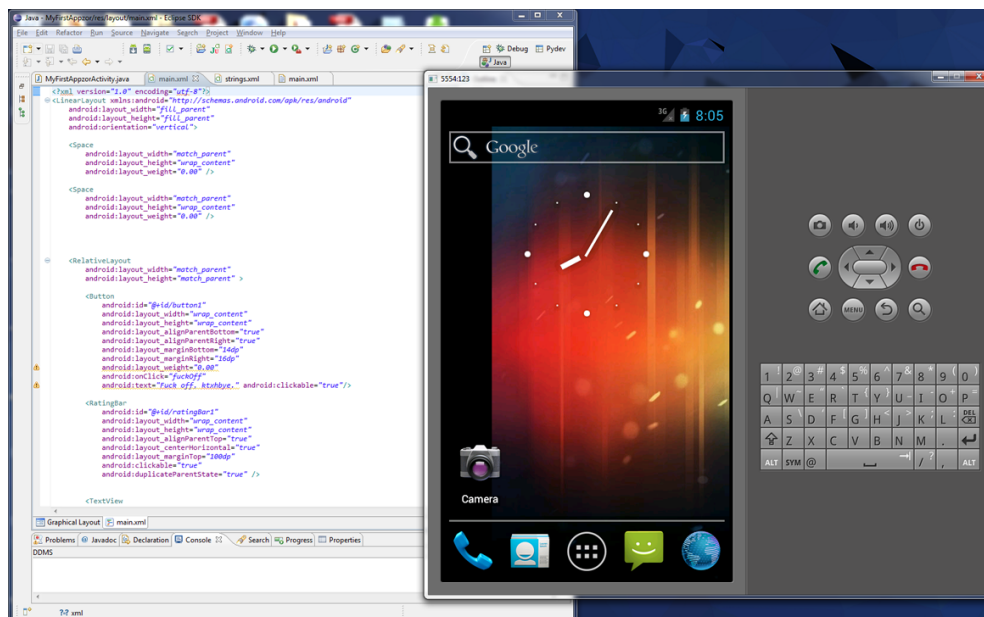 Java - MyFirstAppzor/res/layout/main.xml - Eclipse SDK
File Edit Refactor Run Source Navigate Search Project Window Help
Debug Pydev
Java
MyFirstAppzorActivity.java main.xml strings.xml main.xml
<?xml version="1.0" encoding="utf-8"?>
<LinearLayout xmlns:android="http://schemas.android.com/apk/res/android"
android:layout_width="fill_parent"
android:layout_height="fill_parent"
android:orientation="vertical">
<Space
android:layout_width="match_parent"
android:layout_height="wrap_content"
android:layout_weight="0.00" />
<Space
android:layout_width="match_parent"
android:layout_height="wrap_content"
android:layout_weight="0.00" />
<RelativeLayout
android:layout_width="match_parent"
android:layout_height="match_parent" >
<Button
android:id="@+id/button1"
android:layout_width="wrap_content"
android:layout_height="wrap_content"
android:layout_alignParentBottom="true"
android:layout_alignParentRight="true"
android:layout_marginBottom="14dp"
android:layout_marginRight="16dp"
android:layout_weight="0.00"
android:onClick="fuckOff"
android:text="Fuck off, ktxhbye." android:clickable="true"/>
<RatingBar
android:id="@+id/ratingBar1"
android:layout_width="wrap_content"
android:layout_height="wrap_content"
android:layout_alignParentTop="true"
android:layout_centerHorizontal="true"
android:layout_marginTop="100dp"
android:clickable="true"
android:duplicateParentState="true" />
<TextView
Graphical Layout main.xml
Problems @ Javadoc Declaration Console Search Progress Properties
DDMS
?-? xml
5554:123
3G 8:05
Google
Camera
MENU
1 ! 2 @ 3 # 4 $ 5 % 6 ^ 7 & 8 * 9 ( 0 )
Q W ~ E " R ` T { Y } U _ I - O + P =
A S \ D ' F [ G ] H < J > K ; L : DEL
Z X C V B N M .
ALT SYM @ / ? , ALT